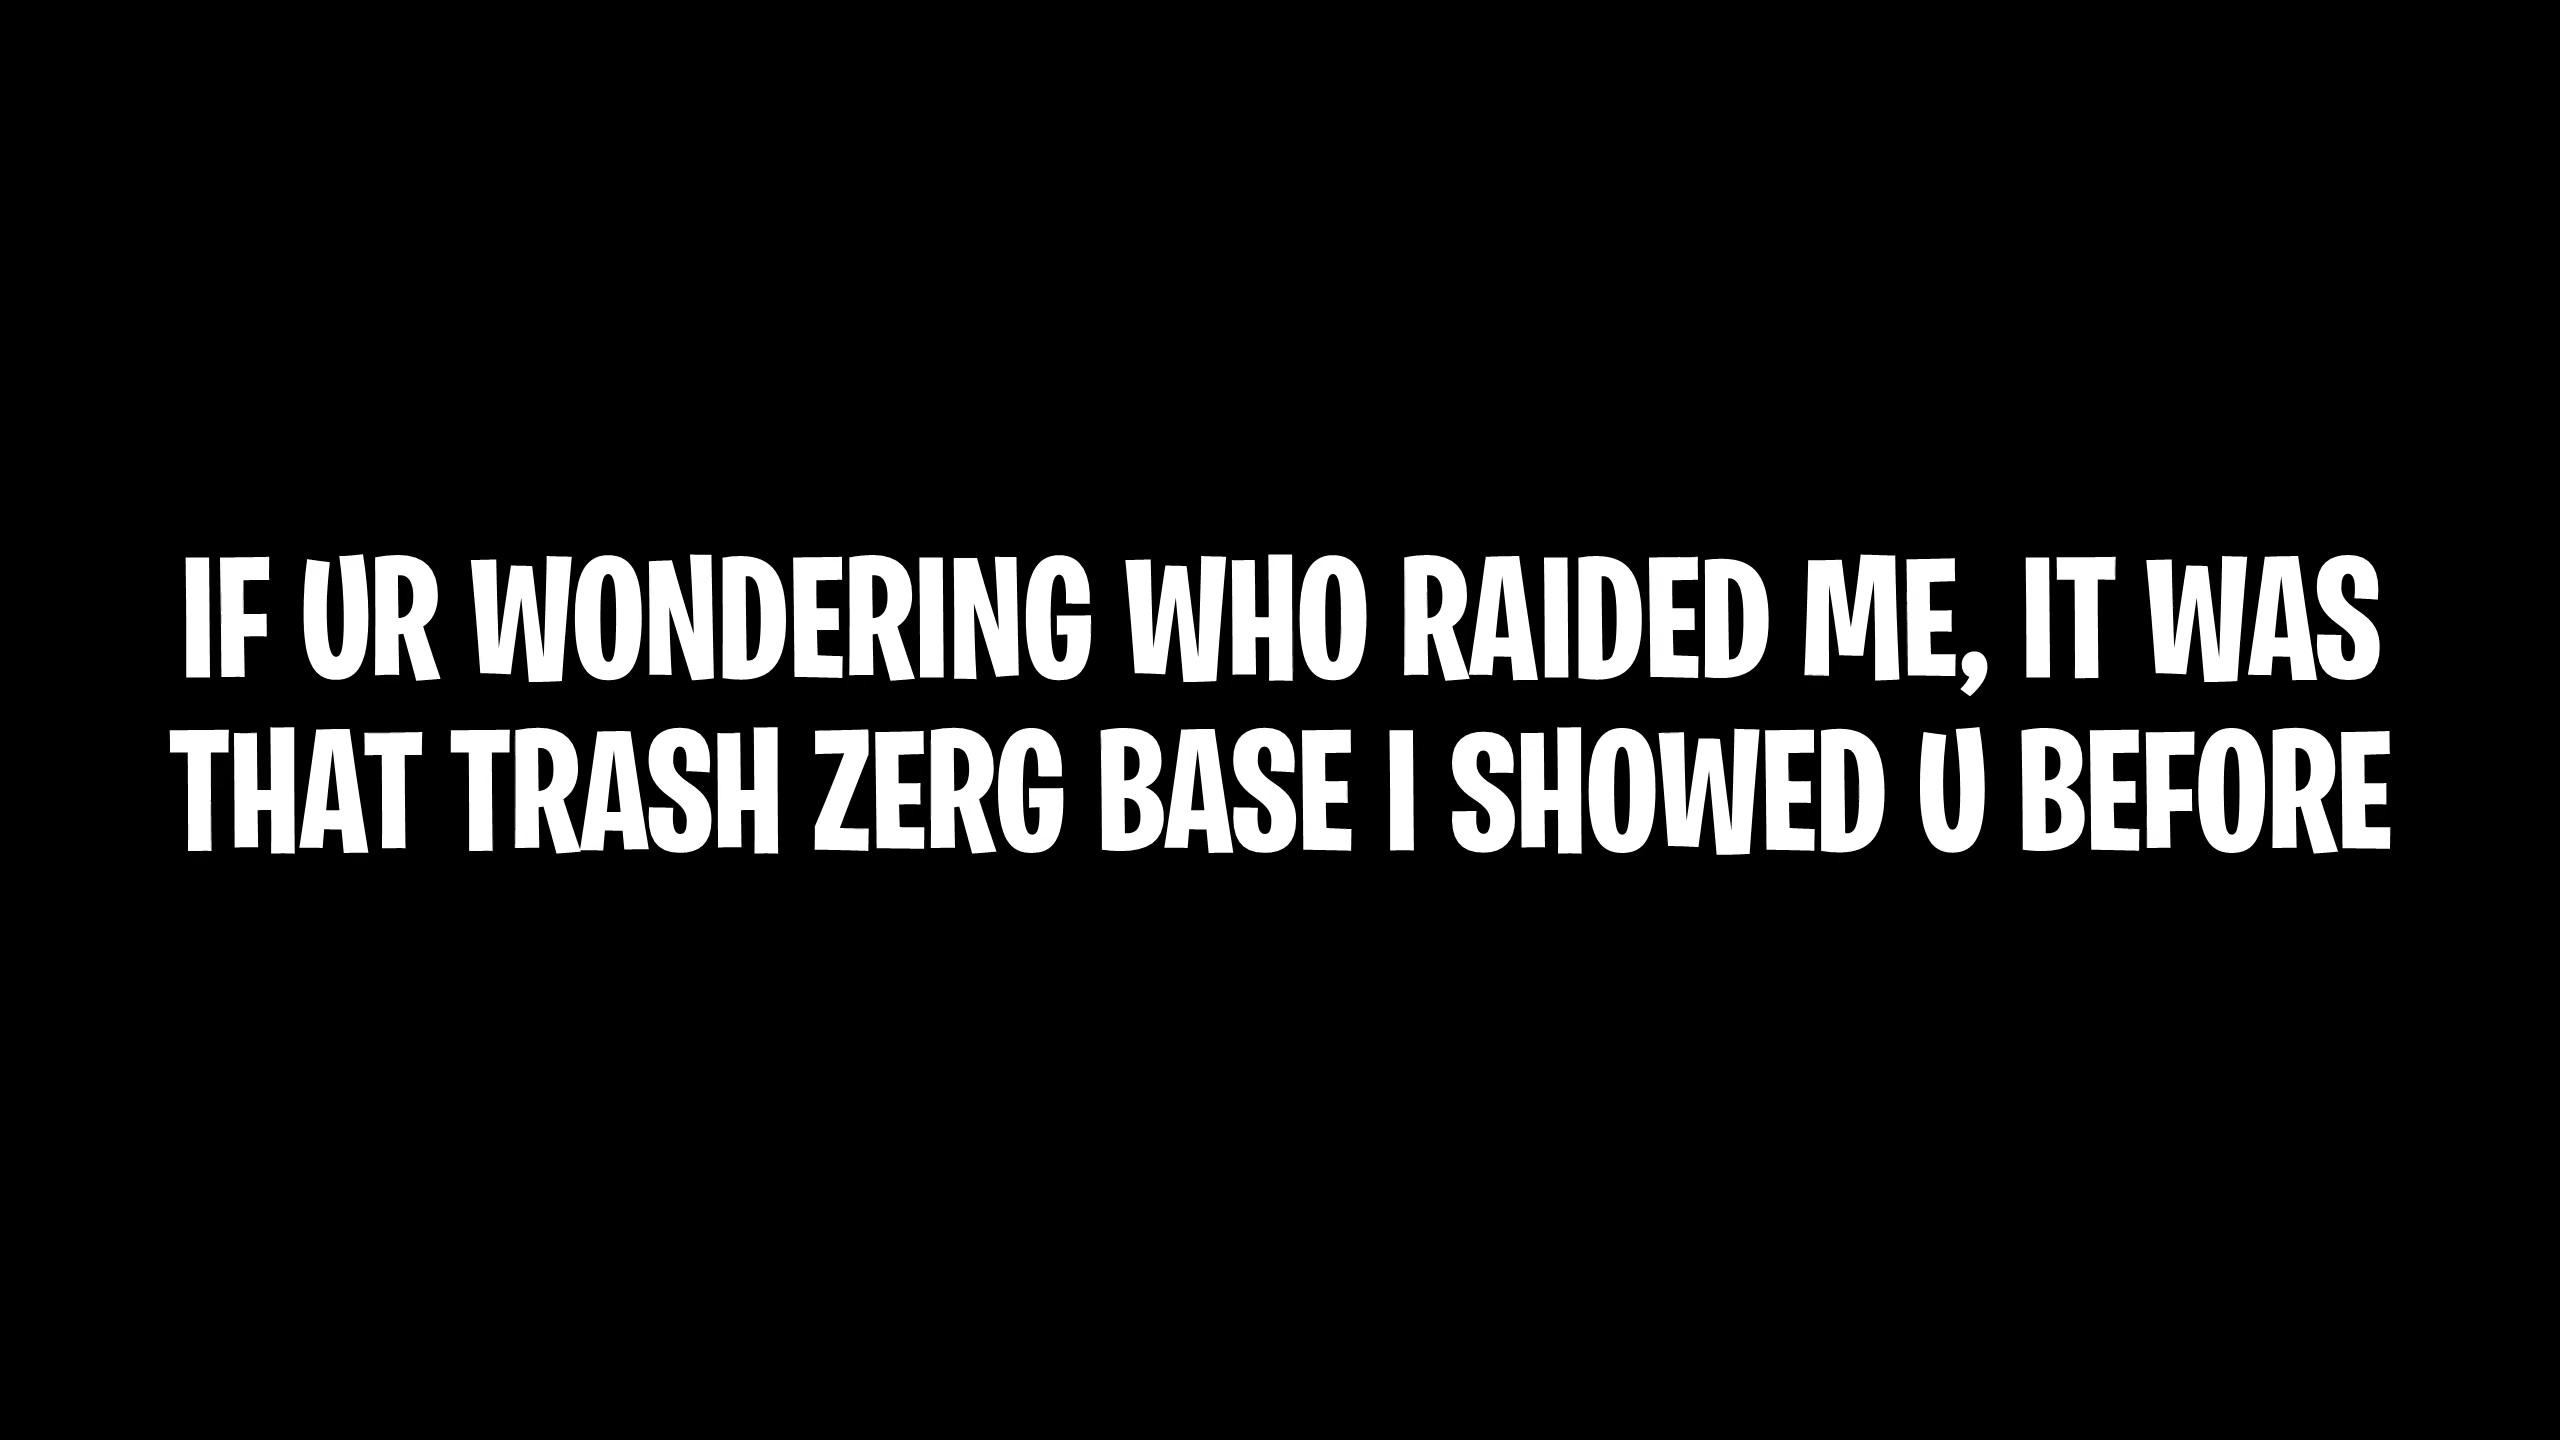 IF UR WONDERING WHO RAIDED ME, IT WAS
THAT TRASH ZERG BASE I SHOWED U BEFORE